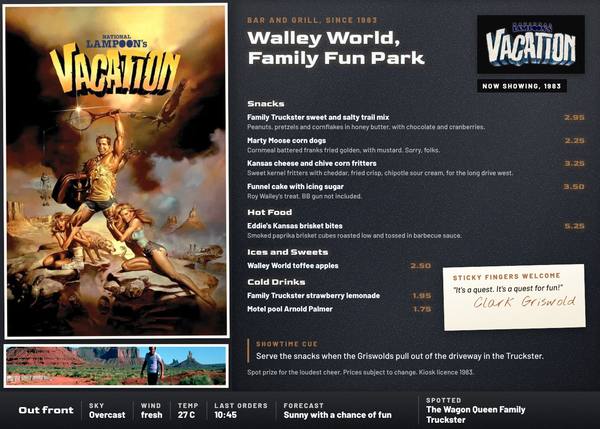 NATIONAL
LAMPOON's
VACATION
BAR AND GRILL, SINCE 1983
Walley World,
Family Fun Park
LAMPOON'S
VACATION
NOW SHOWING, 1983
Snacks
Family Truckster sweet and salty trail mix 2.95
Peanuts, pretzels and cornflakes in honey butter, with chocolate and cranberries.
Marty Moose corn dogs 2.25
Cornmeal battered franks fried golden, with mustard. Sorry, folks.
Kansas cheese and chive corn fritters 3.25
Sweet kernel fritters with cheddar, fried crisp, chipotle sour cream, for the long drive west.
Funnel cake with icing sugar 3.50
Roy Walley's treat. BB gun not included.
Hot Food
Eddie's Kansas brisket bites 5.25
Smoked paprika brisket cubes roasted low and tossed in barbecue sauce.
Ices and Sweets
Walley World toffee apples 2.50
Cold Drinks
Family Truckster strawberry lemonade 1.95
Motel pool Arnold Palmer 1.75
STICKY FINGERS WELCOME
"It's a quest. It's a quest for fun!"
Clark Griswold
SHOWTIME CUE
Serve the snacks when the Griswolds pull out of the driveway in the Truckster.
Spot prize for the loudest cheer. Prices subject to change. Kiosk licence 1983.
Out front
SKY
Overcast
WIND
fresh
TEMP
27 C
LAST ORDERS
10:45
FORECAST
Sunny with a chance of fun
SPOTTED
The Wagon Queen Family
Truckster